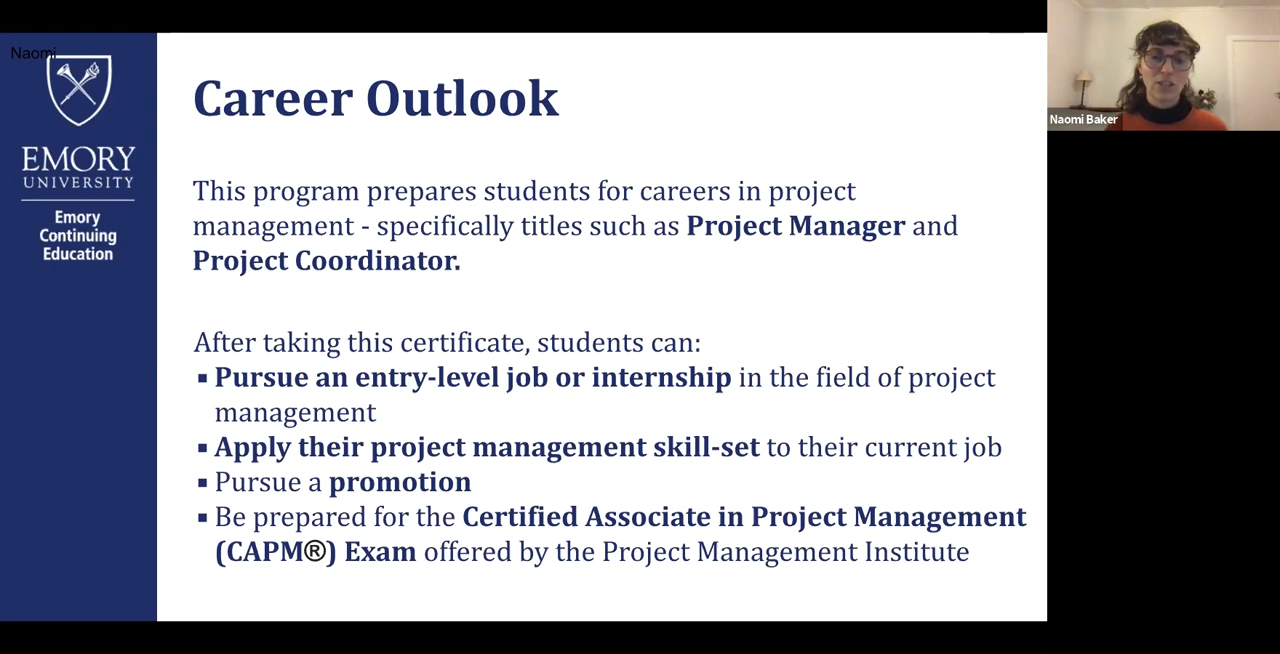 Naomi
EMORY
UNIVERSITY
Emory
Continuing
Education
Career Outlook
This program prepares students for careers in project
management - specifically titles such as Project Manager and
Project Coordinator.
After taking this certificate, students can:
▪ Pursue an entry-level job or internship in the field of project
management
▪ Apply their project management skill-set to their current job
▪ Pursue a promotion
▪ Be prepared for the Certified Associate in Project Management
(CAPM®) Exam offered by the Project Management Institute
Naomi Baker